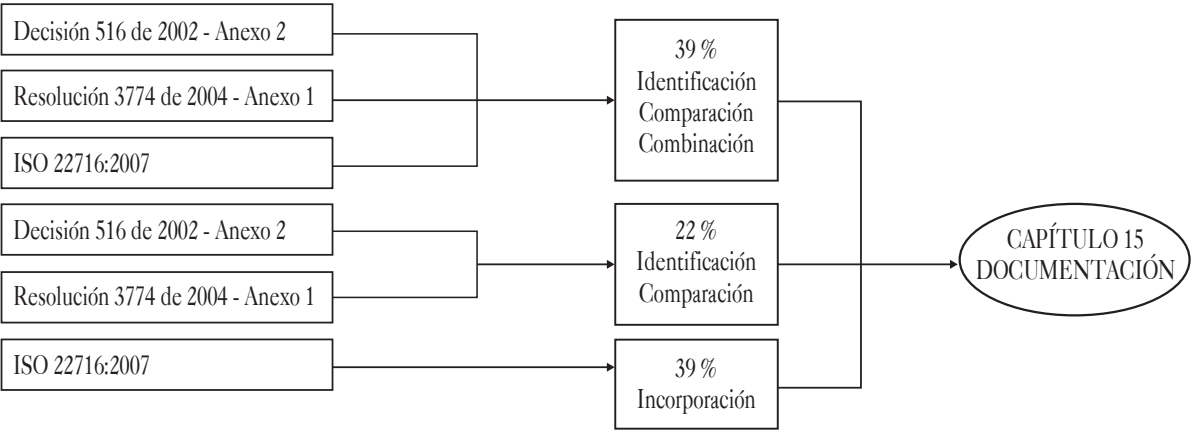 Decisión 516 de 2002 - Anexo 2
Resolución 3774 de 2004 - Anexo 1
ISO 22716:2007
39 %
Identificación
Comparación
Combinación
Decisión 516 de 2002 - Anexo 2
Resolución 3774 de 2004 - Anexo 1
22 %
Identificación
Comparación
ISO 22716:2007
39 %
Incorporación
CAPÍTULO 15
DOCUMENTACIÓN